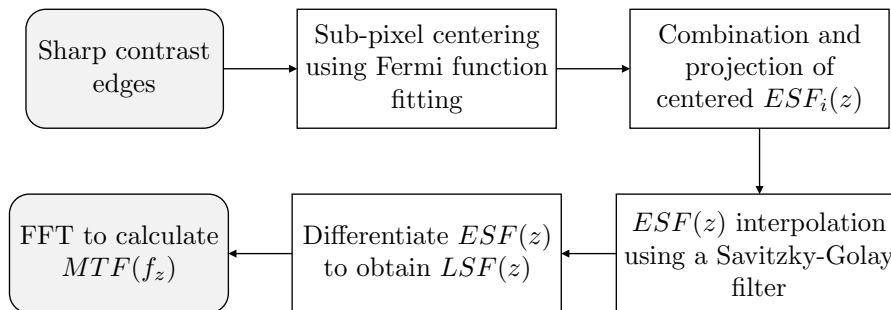 Sharp contrast
edges
Sub-pixel centering
using Fermi function
fitting
Combination and
projection of
centered $ESF_i(z)$
$ESF(z)$ interpolation
using a Savitzky-Golay
filter
Differentiate $ESF(z)$
to obtain $LSF(z)$
FFT to calculate
$MTF(f_z)$